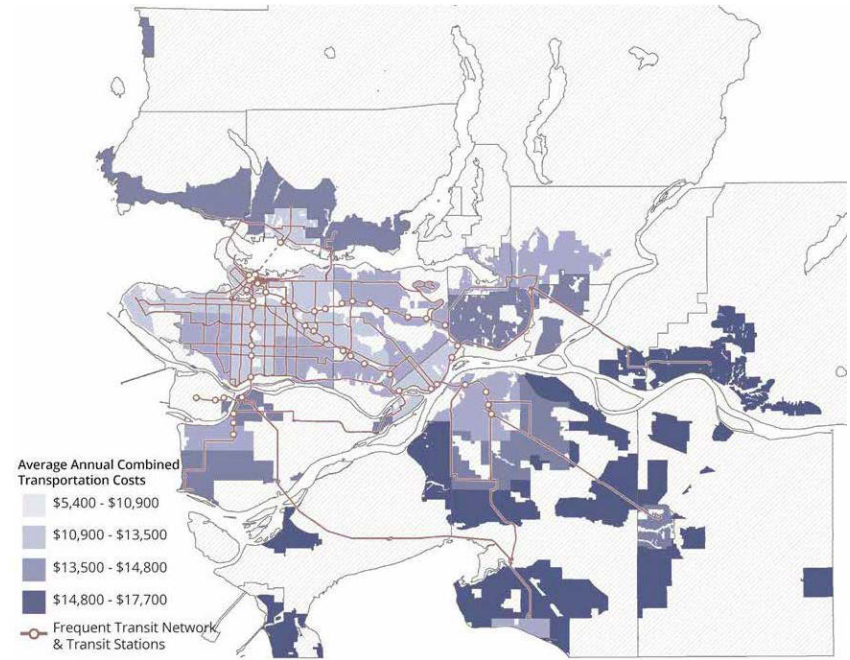 Average Annual Combined
Transportation Costs
$5,400 - $10,900
$10,900 - $13,500
$13,500 - $14,800
$14,800 - $17,700
Frequent Transit Network
& Transit Stations